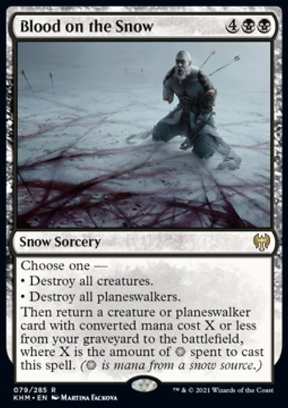 Blood on the Snow 4
Snow Sorcery
Choose one —
• Destroy all creatures.
• Destroy all planeswalkers.
Then return a creature or planeswalker
card with converted mana cost X or less
from your graveyard to the battlefield,
where X is the amount of spent to cast
this spell. ( is mana from a snow source.)
079/285 R
KHM • EN MARTINA FAČKOVÁ
™ & © 2021 Wizards of the Coast